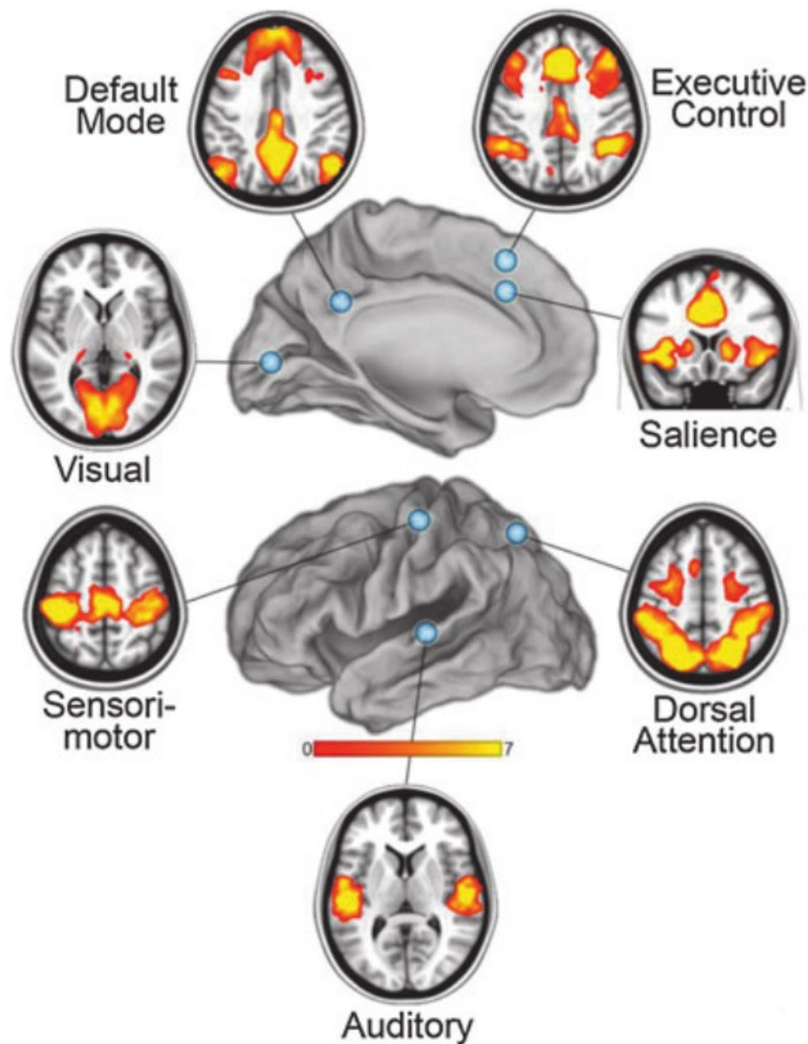 Default
Mode
Executive
Control
Visual
Salience
Sensori-
motor
Dorsal
Attention
0
7
Auditory